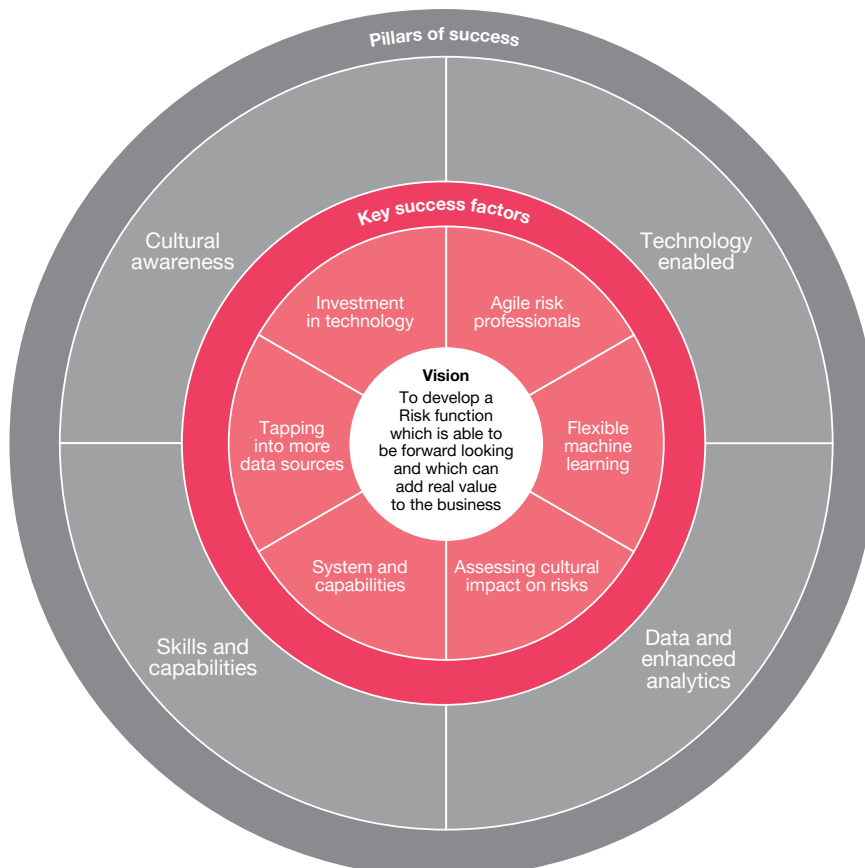 Pillars of success
Cultural
awareness
Technology
enabled
Key success factors
Investment
in technology
Agile risk
professionals
Tapping
into more
data sources
Vision
To develop a
Risk function
which is able to
be forward looking
and which can
add real value
to the business
Flexible
machine
learning
System and
capabilities
Assessing cultural
impact on risks
Skills and
capabilities
Data and
enhanced
analytics